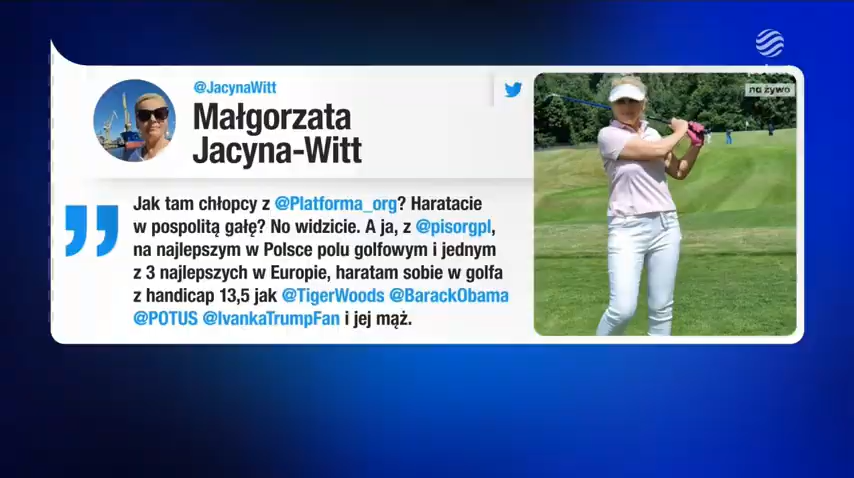 @JacynaWitt
Małgorzata
Jacyna-Witt
na żywo
Jak tam chłopcy z @Platforma_org? Haratacie
w pospolitą gałę? No widzicie. A ja, z @pisorgpl,
na najlepszym w Polsce polu golfowym i jednym
z 3 najlepszych w Europie, haratam sobie w golfa
z handicap 13,5 jak @TigerWoods @BarackObama
@POTUS @IvankaTrumpFan i jej mąż.